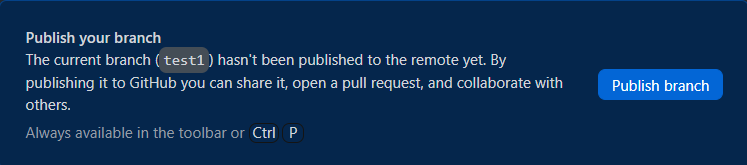 Publish your branch
The current branch (test1) hasn't been published to the remote yet. By
publishing it to GitHub you can share it, open a pull request, and collaborate with
others.
Publish branch
Always available in the toolbar or Ctrl P